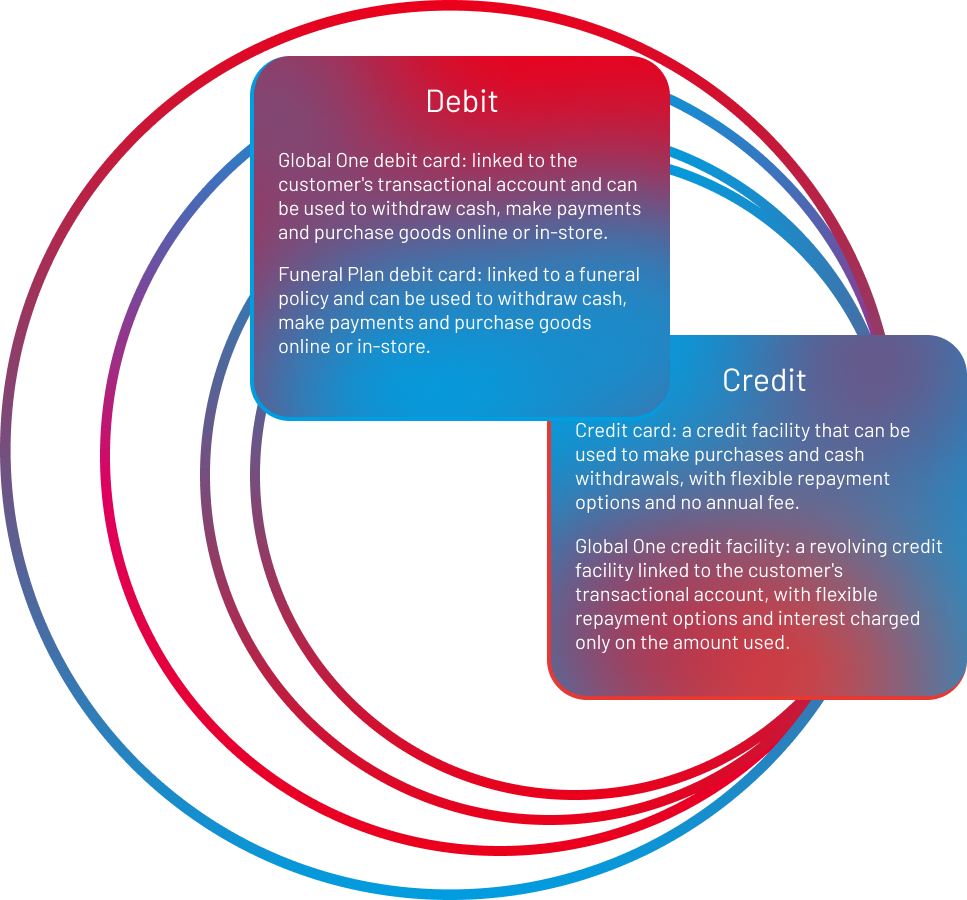 Debit
Global One debit card: linked to the
customer's transactional account and can
be used to withdraw cash, make payments
and purchase goods online or in-store.
Funeral Plan debit card: linked to a funeral
policy and can be used to withdraw cash,
make payments and purchase goods
online or in-store.
Credit
Credit card: a credit facility that can be
used to make purchases and cash
withdrawals, with flexible repayment
options and no annual fee.
Global One credit facility: a revolving credit
facility linked to the customer's
transactional account, with flexible
repayment options and interest charged
only on the amount used.